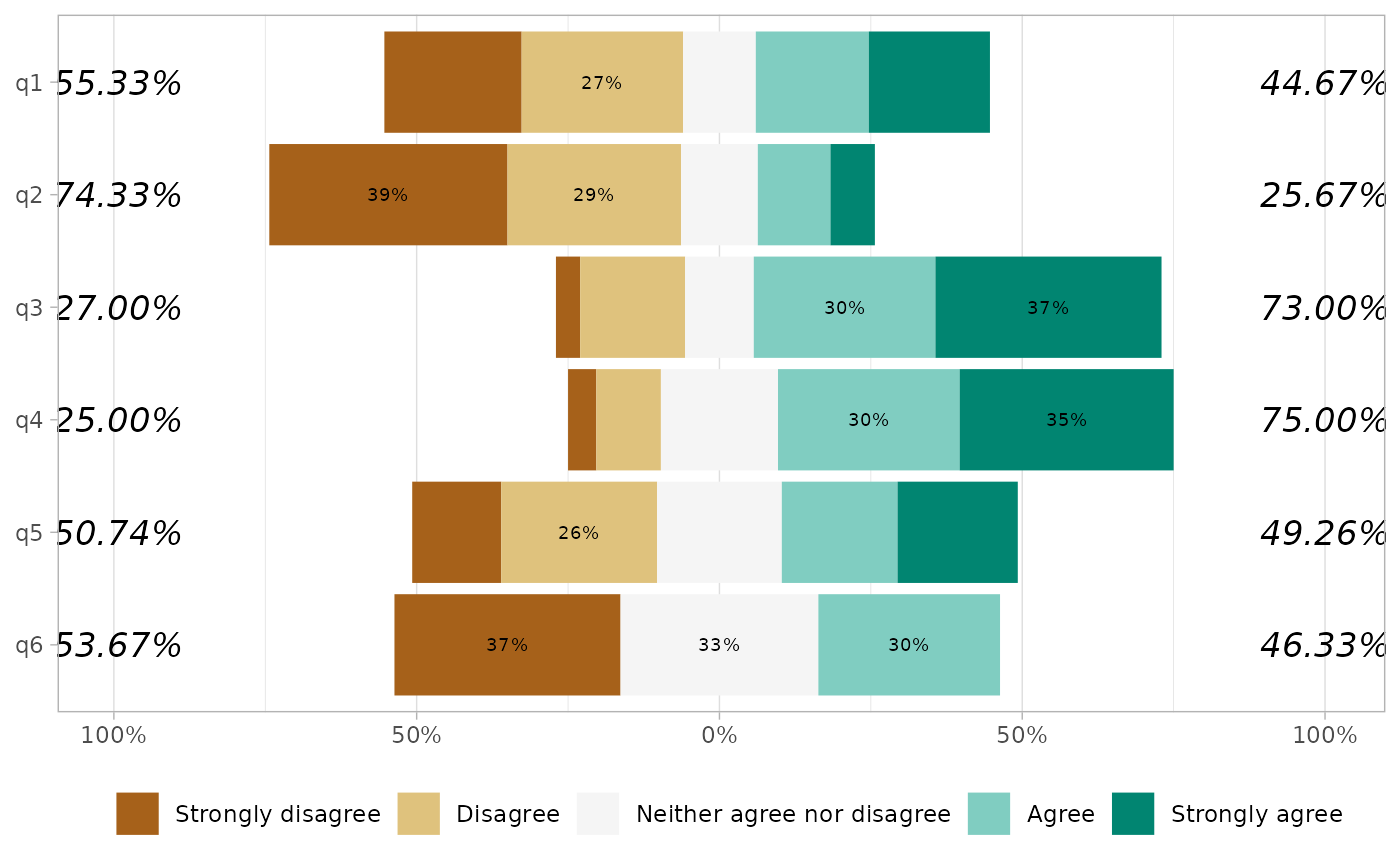 q1 55.33% 27% 44.67%
q2 74.33% 39% 29% 25.67%
q3 27.00% 30% 37% 73.00%
q4 25.00% 30% 35% 75.00%
q5 50.74% 26% 49.26%
q6 53.67% 37% 33% 30% 46.33%
100% 50% 0% 50% 100%
Strongly disagree Disagree Neither agree nor disagree Agree Strongly agree